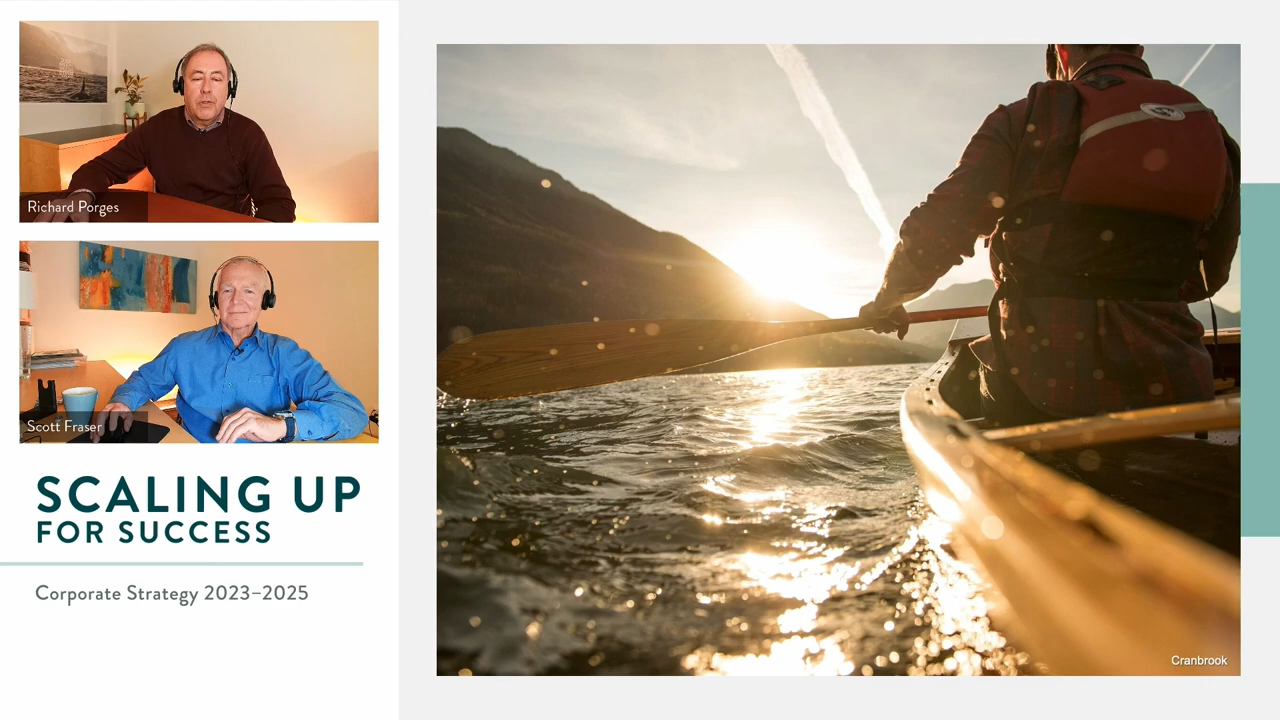 Richard Porges
Scott Fraser
SCALING UP
FOR SUCCESS
Corporate Strategy 2023–2025
Cranbrook